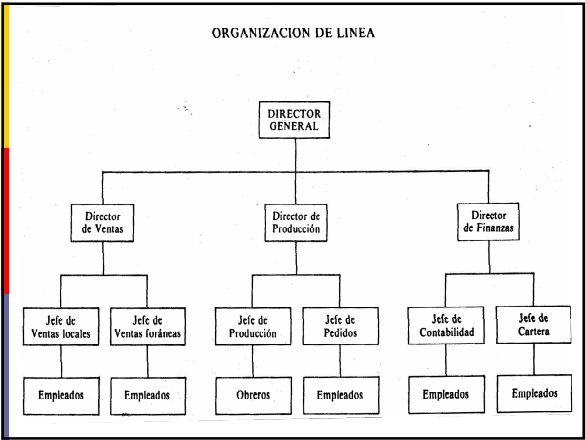 ORGANIZACION DE LINEA
DIRECTOR
GENERAL
Director
de Ventas
Director de
Producción
Director
de Finanzas
Jefe de
Ventas locales
Jefe de
Ventas foráneas
Jefe de
Producción
Jefe de
Pedidos
Jefe de
Contabilidad
Jefe de
Cartera
Empleados
Empleados
Obreros
Empleados
Empleados
Empleados